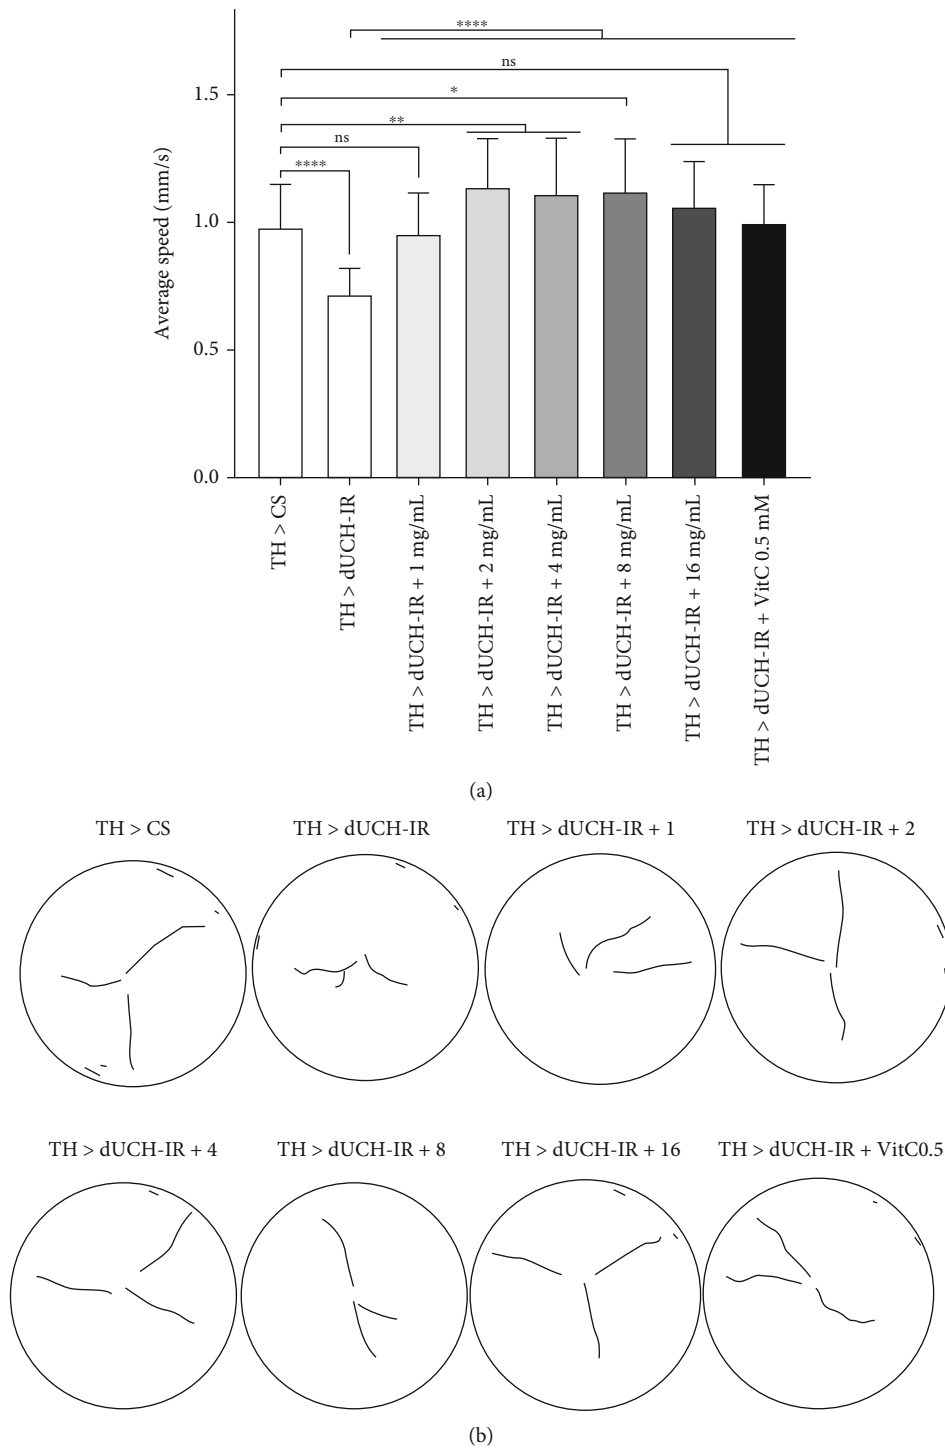 ****
ns
*
**
ns
****
Average speed (mm/s)
1.5
1.0
0.5
0.0
TH > CS
TH > dUCH-IR
TH > dUCH-IR + 1 mg/mL
TH > dUCH-IR + 2 mg/mL
TH > dUCH-IR + 4 mg/mL
TH > dUCH-IR + 8 mg/mL
TH > dUCH-IR + 16 mg/mL
TH > dUCH-IR + VitC 0.5 mM
(a)
TH > CS
TH > dUCH-IR
TH > dUCH-IR + 1
TH > dUCH-IR + 2
TH > dUCH-IR + 4
TH > dUCH-IR + 8
TH > dUCH-IR + 16
TH > dUCH-IR + VitC0.5
(b)